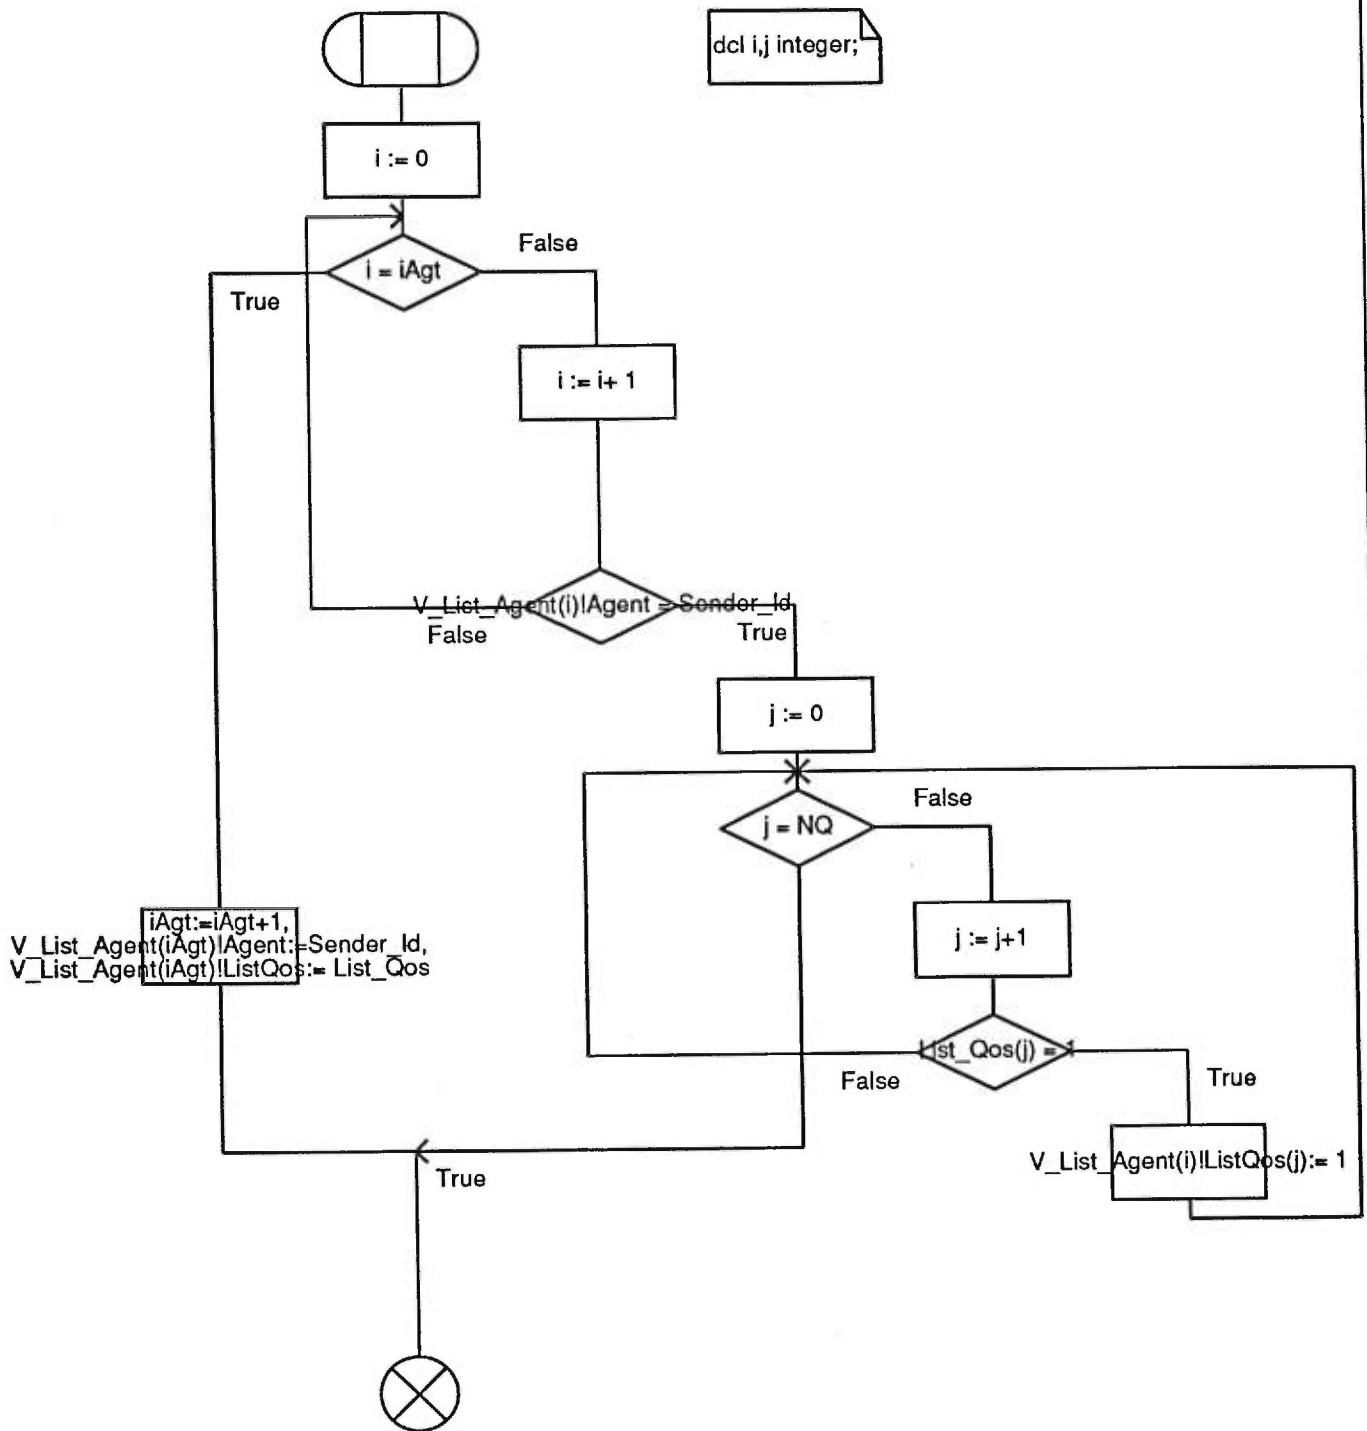 dcl i,j integer;
i := 0
False
i = iAgt
True
i := i+ 1
V_List_Agent(i)!Agent = Sender_Id
False
True
j := 0
False
j = NQ
iAgt:=iAgt+1,
V_List_Agent(iAgt)!Agent:=Sender_Id,
V_List_Agent(iAgt)!ListQos:= List_Qos
j := j+1
List_Qos(j) = 1
False
True
V_List_Agent(i)!ListQos(j):= 1
True